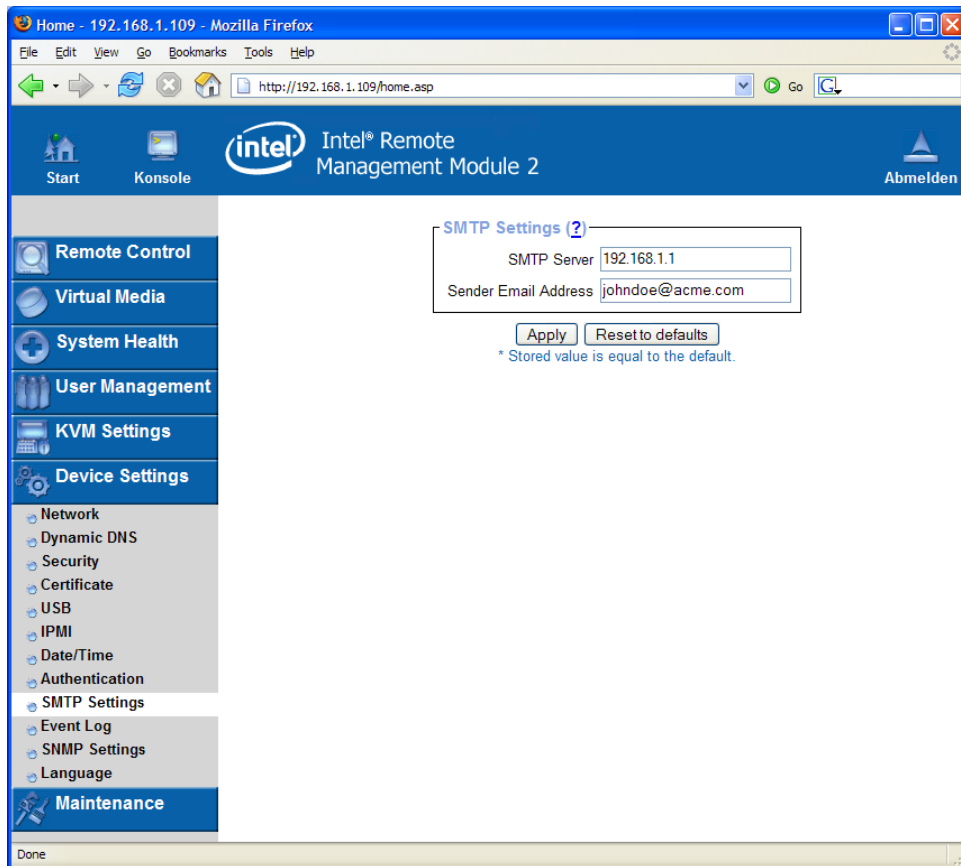 Home - 192.168.1.109 - Mozilla Firefox
File Edit View Go Bookmarks Tools Help
http://192.168.1.109/home.asp Go G
Start Konsole intel Intel® Remote Management Module 2 Abmelden
Remote Control
Virtual Media
System Health
User Management
KVM Settings
Device Settings
Network
Dynamic DNS
Security
Certificate
USB
IPMI
Date/Time
Authentication
SMTP Settings
Event Log
SNMP Settings
Language
Maintenance
SMTP Settings (?)
SMTP Server 192.168.1.1
Sender Email Address johndoe@acme.com
Apply Reset to defaults
* Stored value is equal to the default.
Done